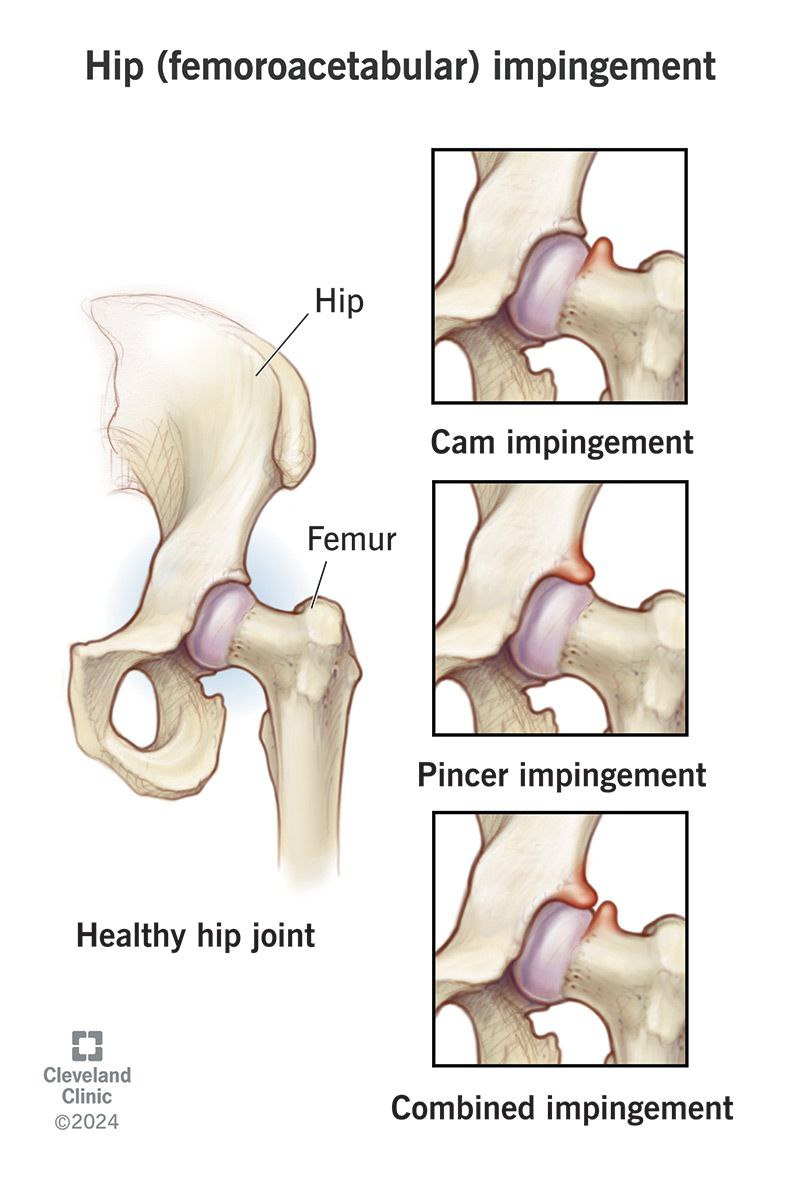 Hip (femoroacetabular) impingement
Hip
Femur
Healthy hip joint
Cam impingement
Pincer impingement
Combined impingement
Cleveland
Clinic
©2024